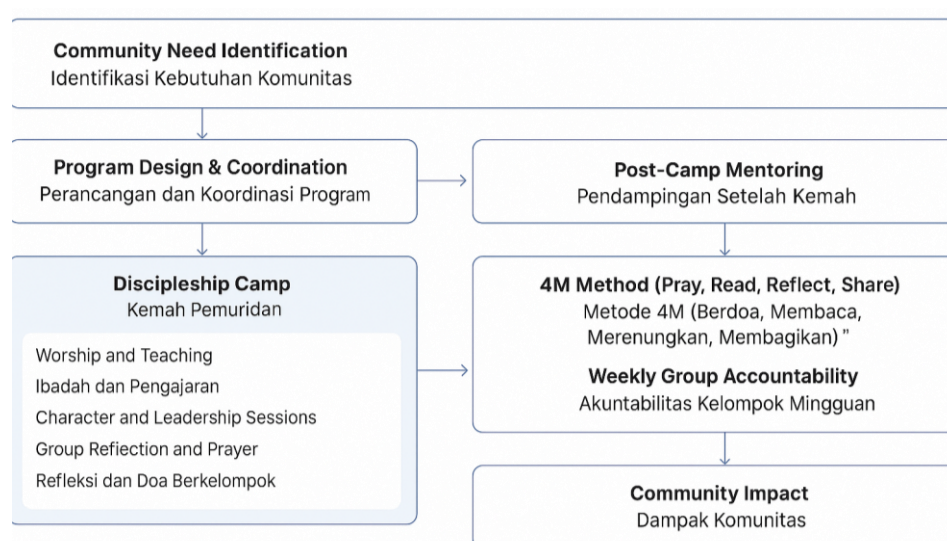 Community Need Identification
Identifikasi Kebutuhan Komunitas
Program Design & Coordination
Perancangan dan Koordinasi Program
Post-Camp Mentoring
Pendampingan Setelah Kemah
Discipleship Camp
Kemah Pemuridan
Worship and Teaching
Ibadah dan Pengajaran
Character and Leadership Sessions
Group Refiection and Prayer
Refleksi dan Doa Berkelompok
4M Method (Pray, Read, Reflect, Share)
Metode 4M (Berdoa, Membaca,
Merenungkan, Membagikan) ”
Weekly Group Accountability
Akuntabilitas Kelompok Mingguan
Community Impact
Dampak Komunitas